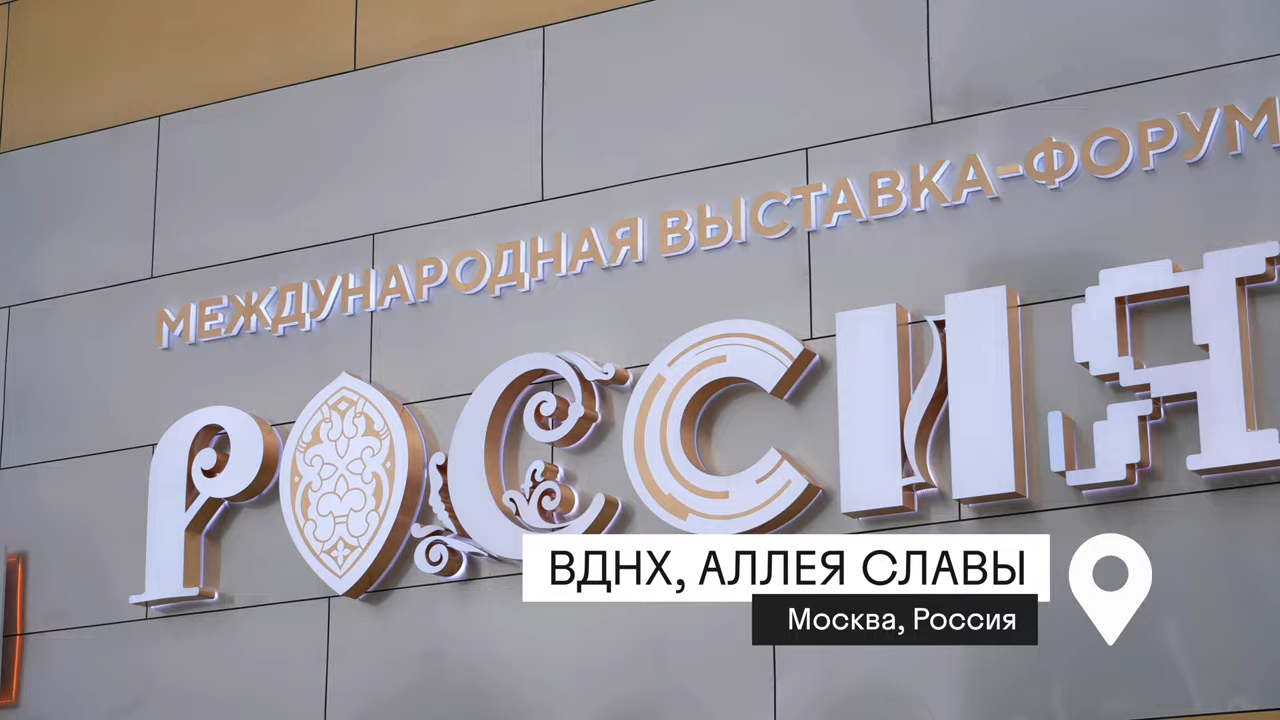 МЕЖДУНАРОДНАЯ ВЫСТАВКА-ФОРУМ
РОССИЯ
ВДНХ, АЛЛЕЯ СЛАВЫ
Москва, Россия